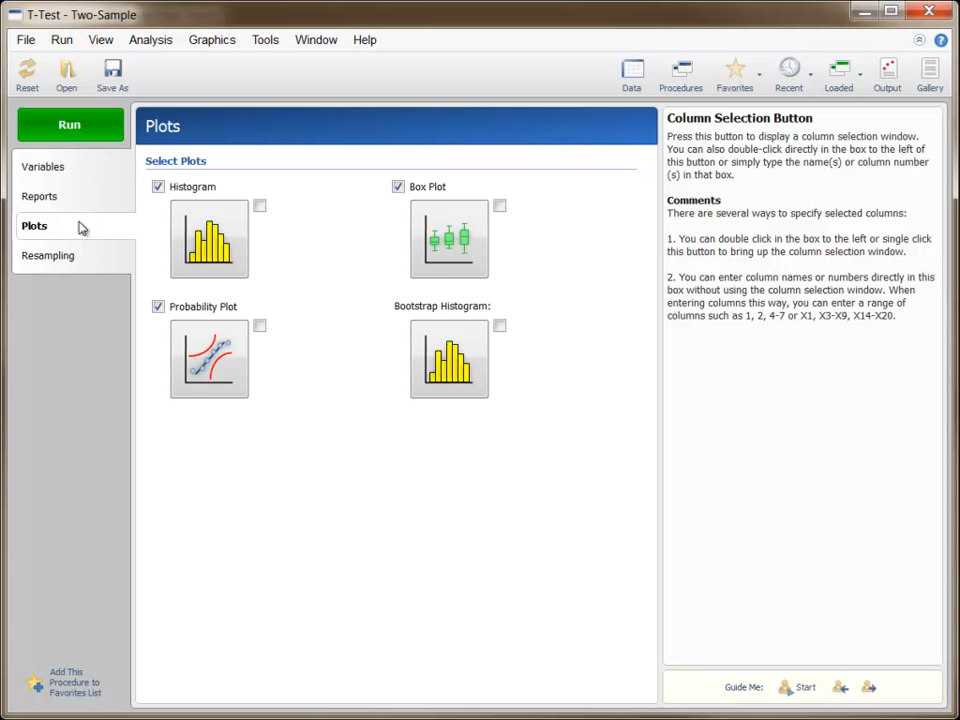 T-Test - Two-Sample
File Run View Analysis Graphics Tools Window Help
Reset Open Save As Data Procedures Favorites Recent Loaded Output Gallery
Run
Variables
Reports
Plots
Resampling
Add This
Procedure to
Favorites List
Plots
Select Plots
Histogram
Box Plot
Probability Plot
Bootstrap Histogram:
Column Selection Button
Press this button to display a column selection window.
You can also double-click directly in the box to the left of
this button or simply type the name(s) or column number
(s) in that box.
Comments
There are several ways to specify selected columns:
1. You can double click in the box to the left or single click
this button to bring up the column selection window.
2. You can enter column names or numbers directly in this
box without using the column selection window. When
entering columns this way, you can enter a range of
columns such as 1, 2, 4-7 or X1, X3-X9, X14-X20.
Guide Me: Start